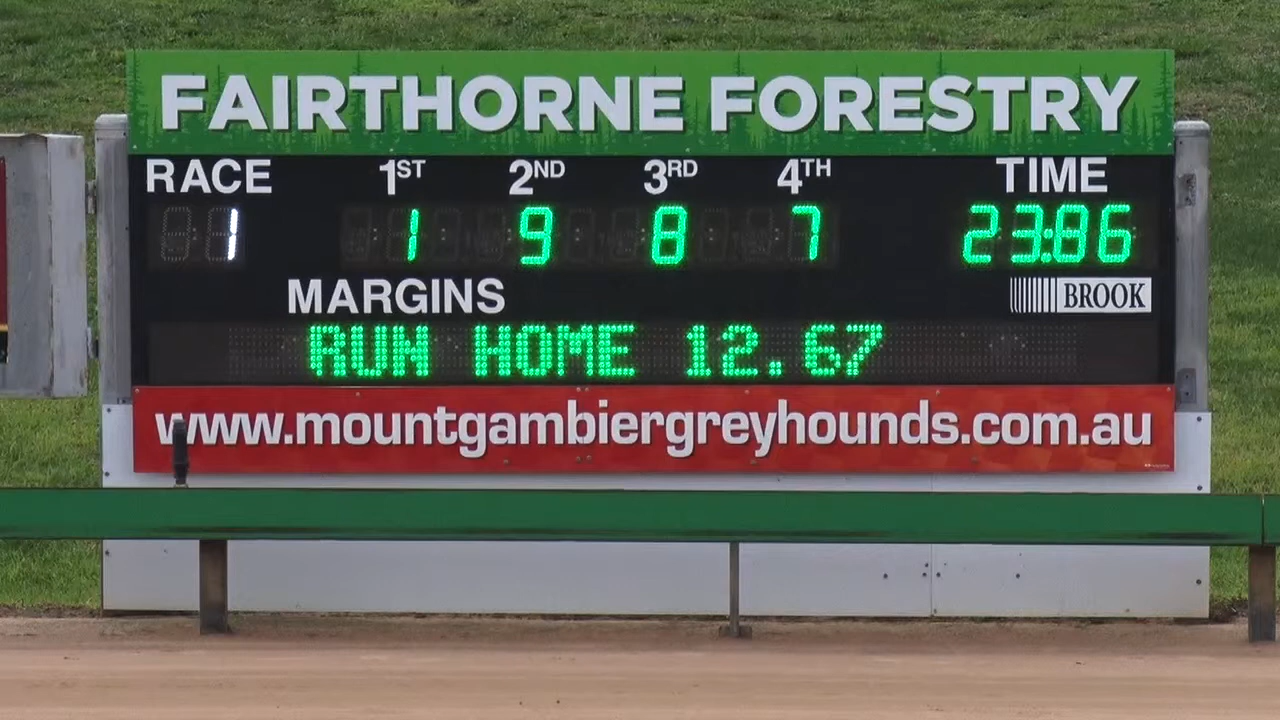 FAIRTHORNE FORESTRY
RACE 1ST 2ND 3RD 4TH TIME
1 1 9 8 7 23:86
MARGINS BROOK
RUN HOME 12.67
www.mountgambiergreyhounds.com.au